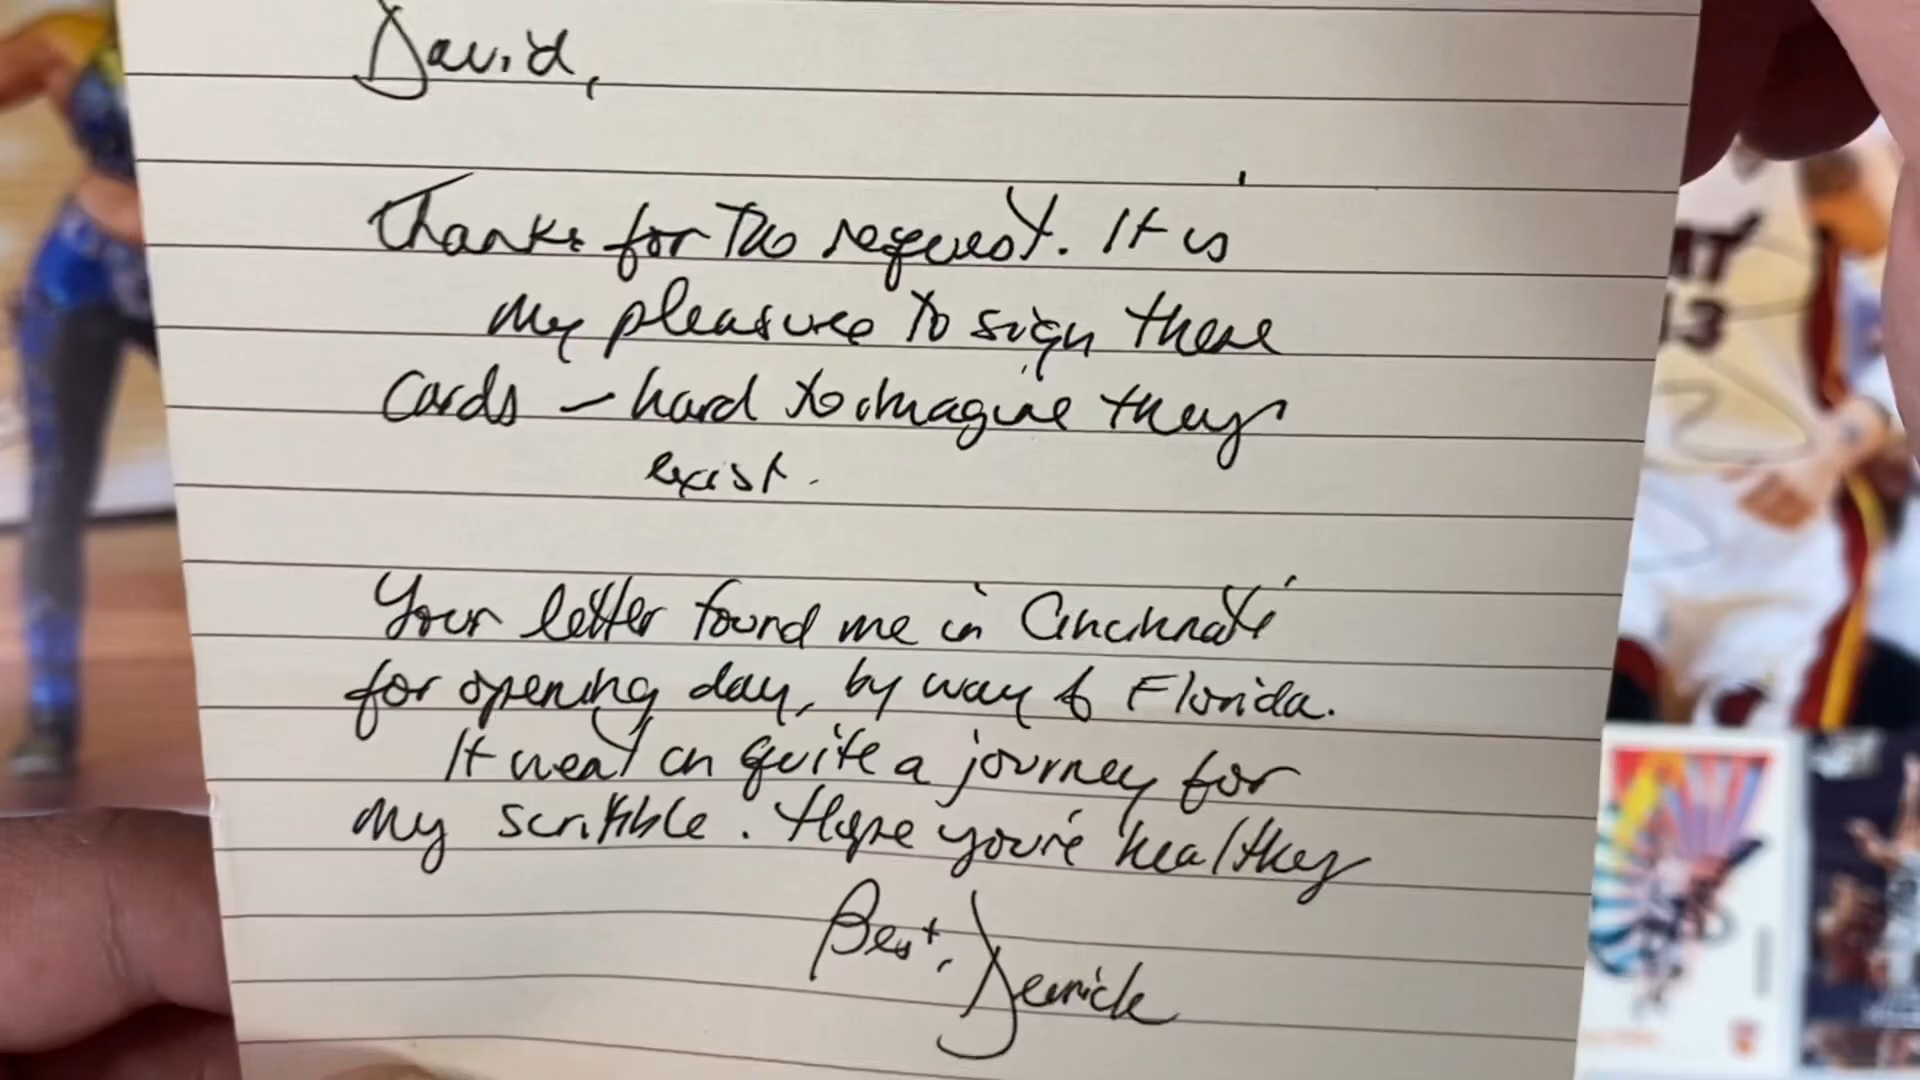 David,
Thanks for the request. It is
my pleasure to sign these
cards – hard to imagine they
exist.
Your letter found me in Cincinnati
for opening day, by way of Florida.
It went on quite a journey for
my scribble. Hope you're healthy
Best, Derrick
13